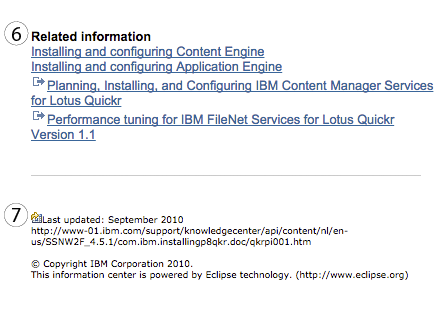 6 Related information
Installing and configuring Content Engine
Installing and configuring Application Engine
Planning, Installing, and Configuring IBM Content Manager Services
for Lotus Quickr
Performance tuning for IBM FileNet Services for Lotus Quickr
Version 1.1
7 Last updated: September 2010
http://www-01.ibm.com/support/knowledgecenter/api/content/nl/en-
us/SSNW2F_4.5.1/com.ibm.installingp8qkr.doc/qkrpi001.htm
© Copyright IBM Corporation 2010.
This information center is powered by Eclipse technology. (http://www.eclipse.org)